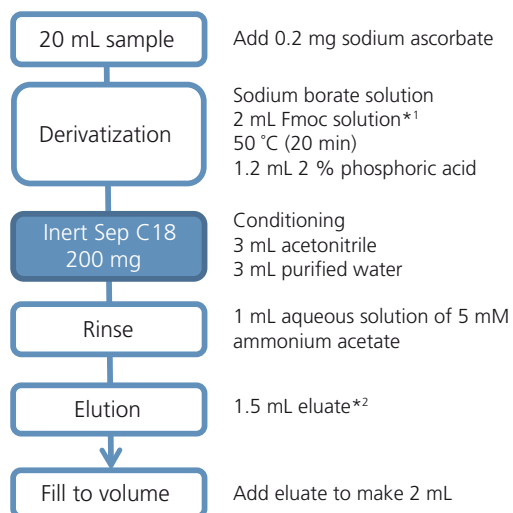 20 mL sample
Add 0.2 mg sodium ascorbate
Derivatization
Sodium borate solution
2 mL Fmoc solution*1
50 ˚C (20 min)
1.2 mL 2 % phosphoric acid
Inert Sep C18
200 mg
Conditioning
3 mL acetonitrile
3 mL purified water
Rinse
1 mL aqueous solution of 5 mM
ammonium acetate
Elution
1.5 mL eluate*2
Fill to volume
Add eluate to make 2 mL